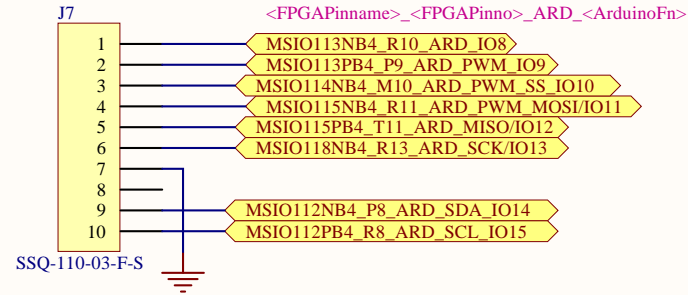 J7 <FPGAPinname>_<FPGAPinno>_ARD_<ArduinoFn>
1 MSIO113NB4_R10_ARD_IO8
2 MSIO113PB4_P9_ARD_PWM_IO9
3 MSIO114NB4_M10_ARD_PWM_SS_IO10
4 MSIO115NB4_R11_ARD_PWM_MOSI/IO11
5 MSIO115PB4_T11_ARD_MISO/IO12
6 MSIO118NB4_R13_ARD_SCK/IO13
7
8
9 MSIO112NB4_P8_ARD_SDA_IO14
10 MSIO112PB4_R8_ARD_SCL_IO15
SSQ-110-03-F-S